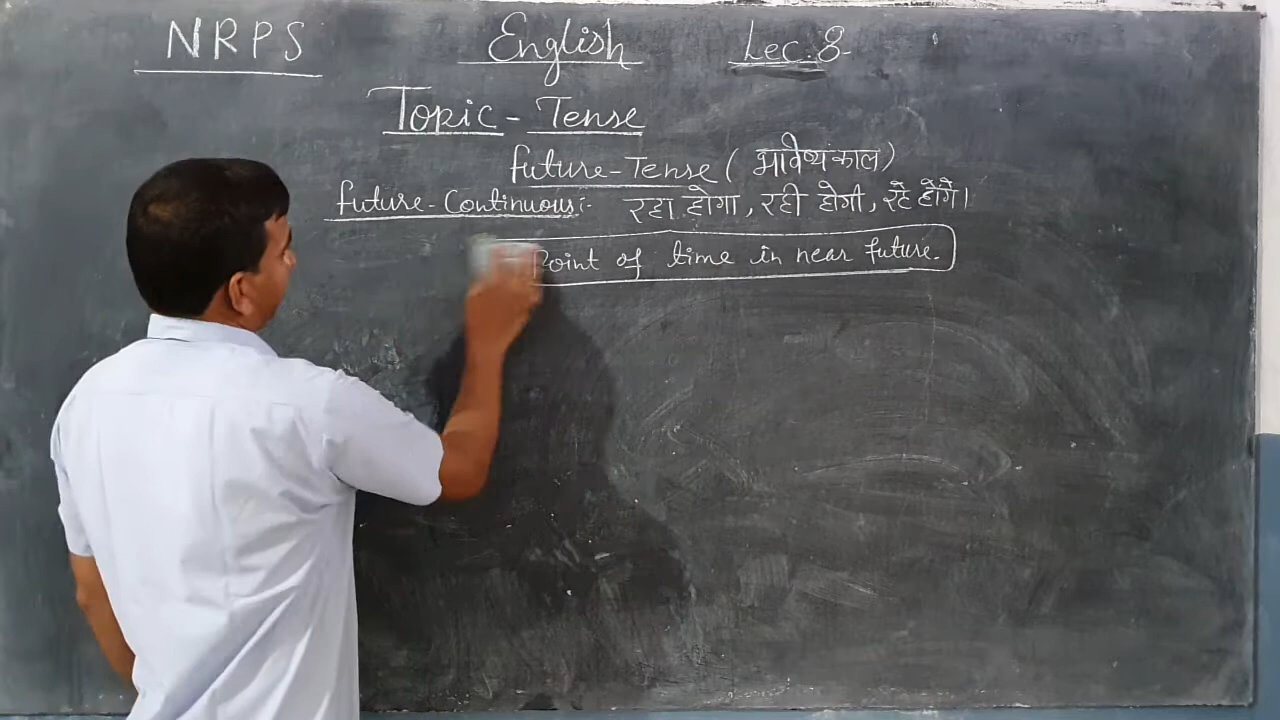 NRPS English Lec. 8
Topic - Tense
future - Tense ( भविष्यकाल )
future - Continuous :- रहा होगा, रही होगी, रहे होंगे।
Point of time in near future.